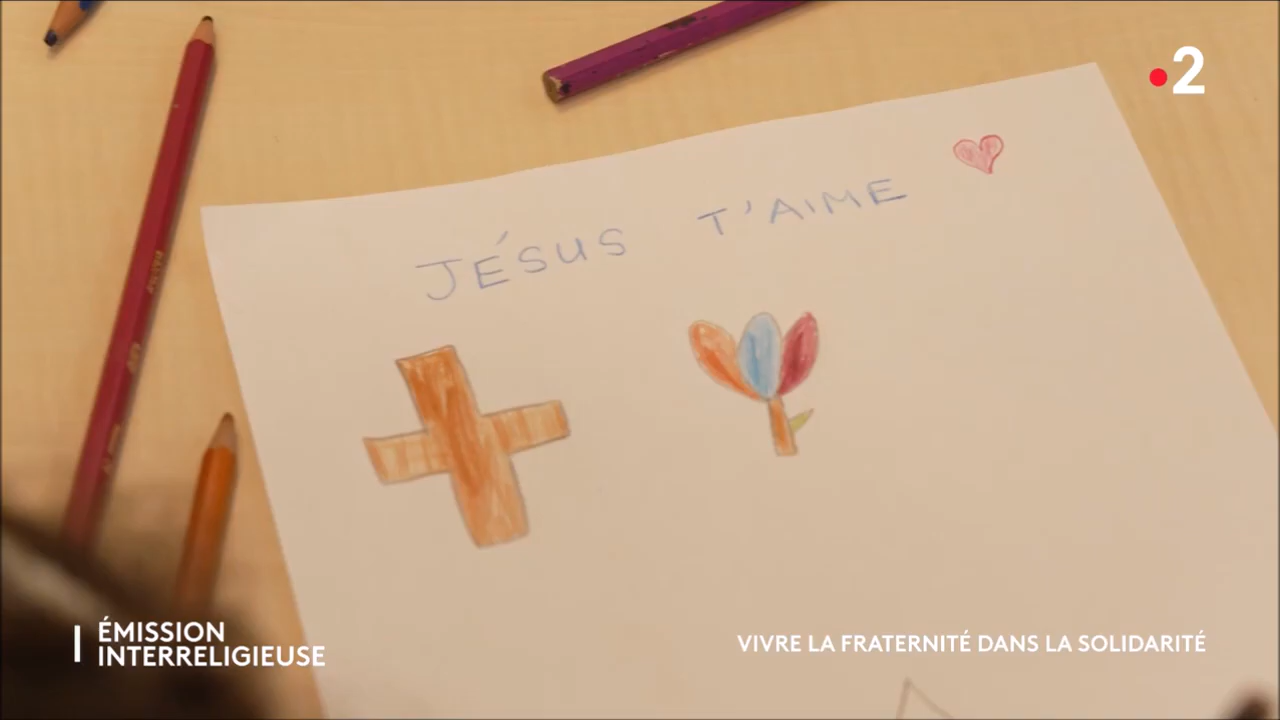 2
JÉSUS T'AIME
ÉMISSION
INTERRELIGIEUSE
VIVRE LA FRATERNITÉ DANS LA SOLIDARITÉ